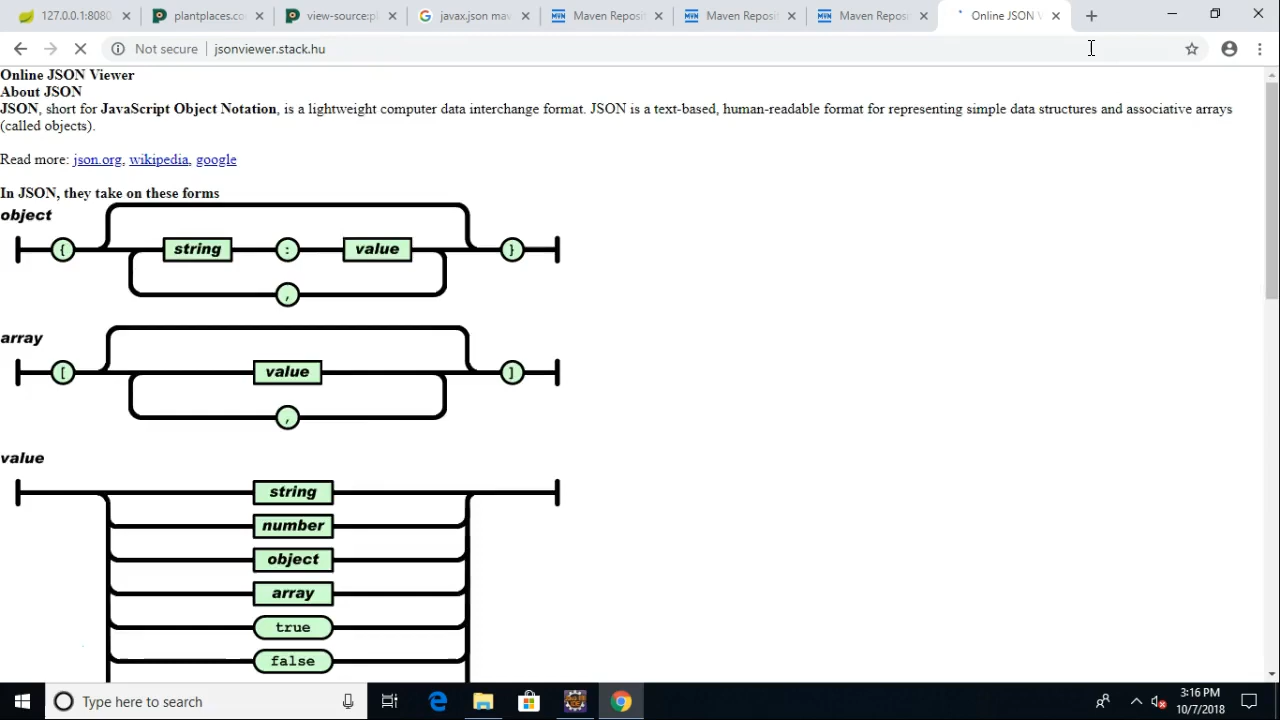 127.0.0.1:8080
plantplaces.co
view-source:pl
javax.json mav
Maven Reposit
Maven Reposi
Maven Reposi
Online JSON V
Not secure
jsonviewer.stack.hu
Online JSON Viewer
About JSON
JSON, short for JavaScript Object Notation, is a lightweight computer data interchange format. JSON is a text-based, human-readable format for representing simple data structures and associative arrays
(called objects).
Read more: json.org, wikipedia, google
In JSON, they take on these forms
object
{ string : value }
,
array
[ value ]
,
value
string
number
object
array
true
false
Type here to search
3:16 PM
10/7/2018